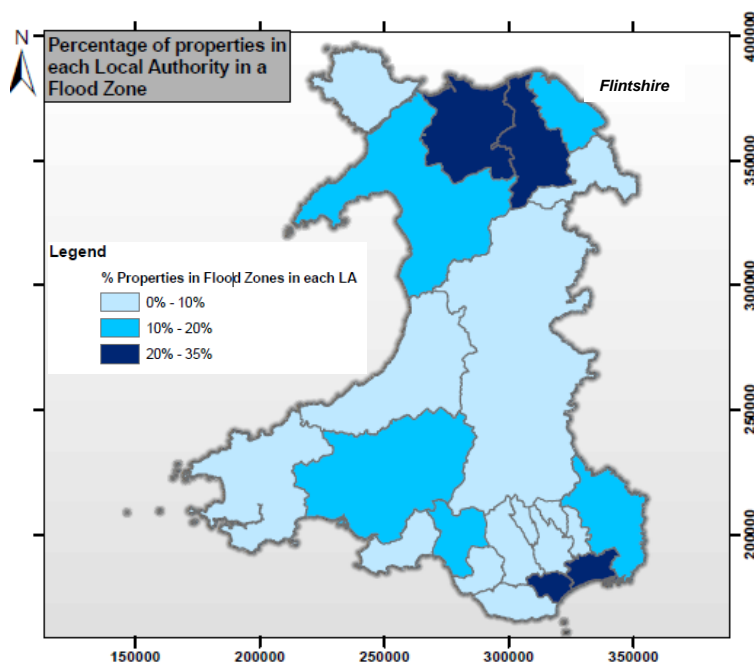 N
Percentage of properties in
each Local Authority in a
Flood Zone
Flintshire
Legend
% Properties in Flood Zones in each LA
0% - 10%
10% - 20%
20% - 35%
400000
350000
300000
250000
200000
150000
200000
250000
300000
350000